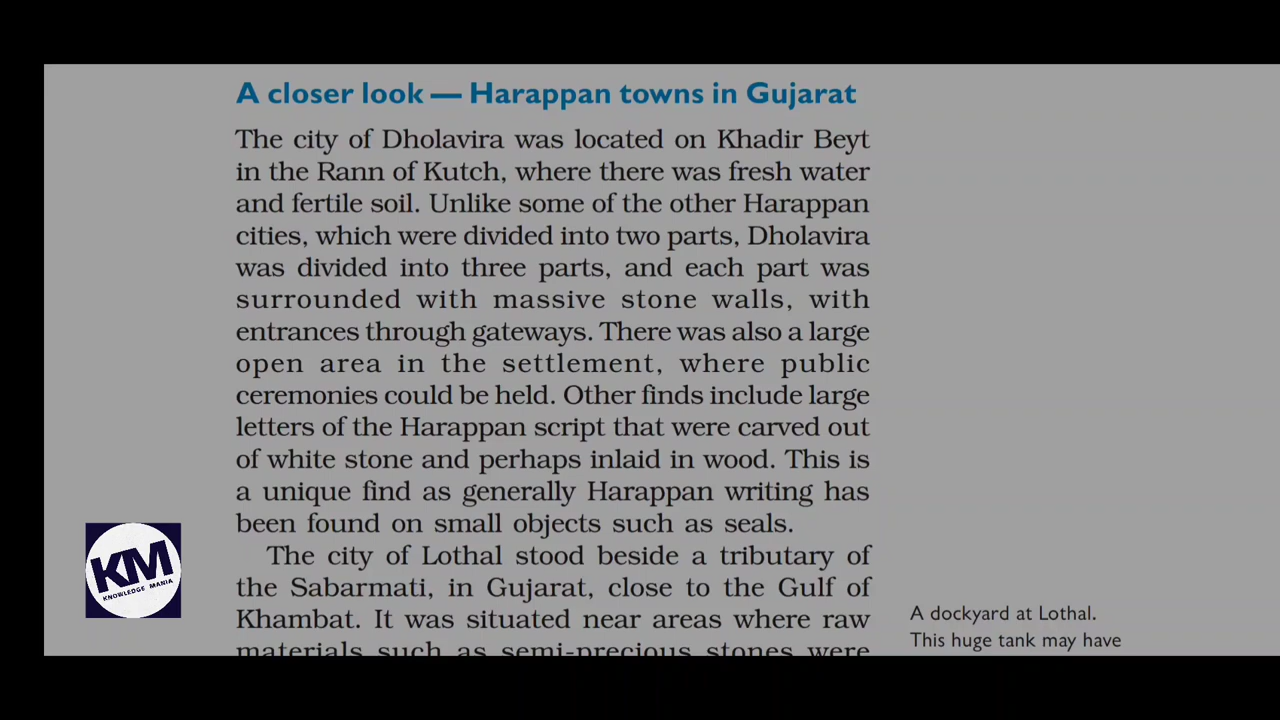 A closer look — Harappan towns in Gujarat
The city of Dholavira was located on Khadir Beyt
in the Rann of Kutch, where there was fresh water
and fertile soil. Unlike some of the other Harappan
cities, which were divided into two parts, Dholavira
was divided into three parts, and each part was
surrounded with massive stone walls, with
entrances through gateways. There was also a large
open area in the settlement, where public
ceremonies could be held. Other finds include large
letters of the Harappan script that were carved out
of white stone and perhaps inlaid in wood. This is
a unique find as generally Harappan writing has
been found on small objects such as seals.
The city of Lothal stood beside a tributary of
the Sabarmati, in Gujarat, close to the Gulf of
Khambat. It was situated near areas where raw
materials such as semi-precious stones were
A dockyard at Lothal.
This huge tank may have
KM
KNOWLEDGE MANIA